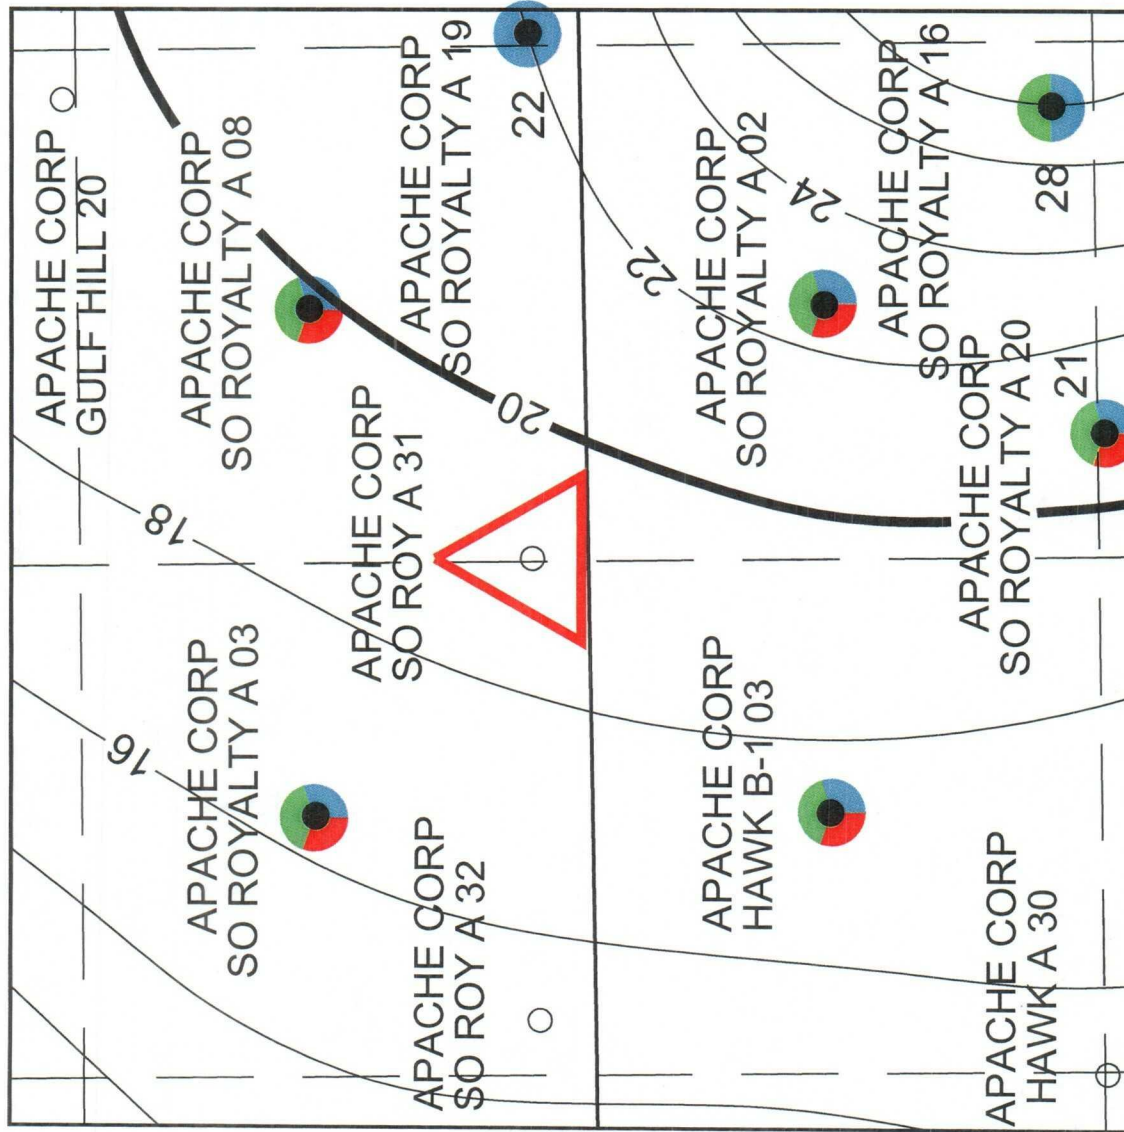 APACHE CORP
GULF HILL 20
APACHE CORP
SO ROYALTY A 08
APACHE CORP
SO ROYALTY A 19
22
18
20
APACHE CORP
SO ROY A 31
APACHE CORP
SO ROYALTY A 03
16
APACHE CORP
SO ROY A 32
22
APACHE CORP
SO ROYALTY A 02
24
APACHE CORP
SO ROYALTY A 16
28
APACHE CORP
SO ROYALTY A 20
21
APACHE CORP
HAWK B-1 03
APACHE CORP
HAWK A 30